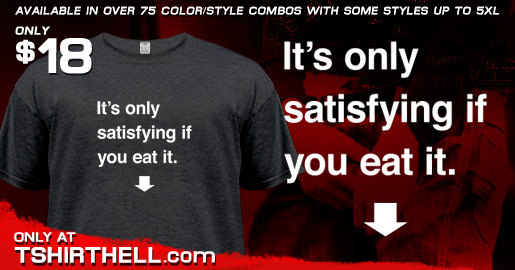 AVAILABLE IN OVER 75 COLOR/STYLE COMBOS WITH SOME STYLES UP TO 5XL
ONLY
$18
It's only
satisfying if
you eat it.
It's only
satisfying if
you eat it.
ONLY AT
TSHIRTHELL.com